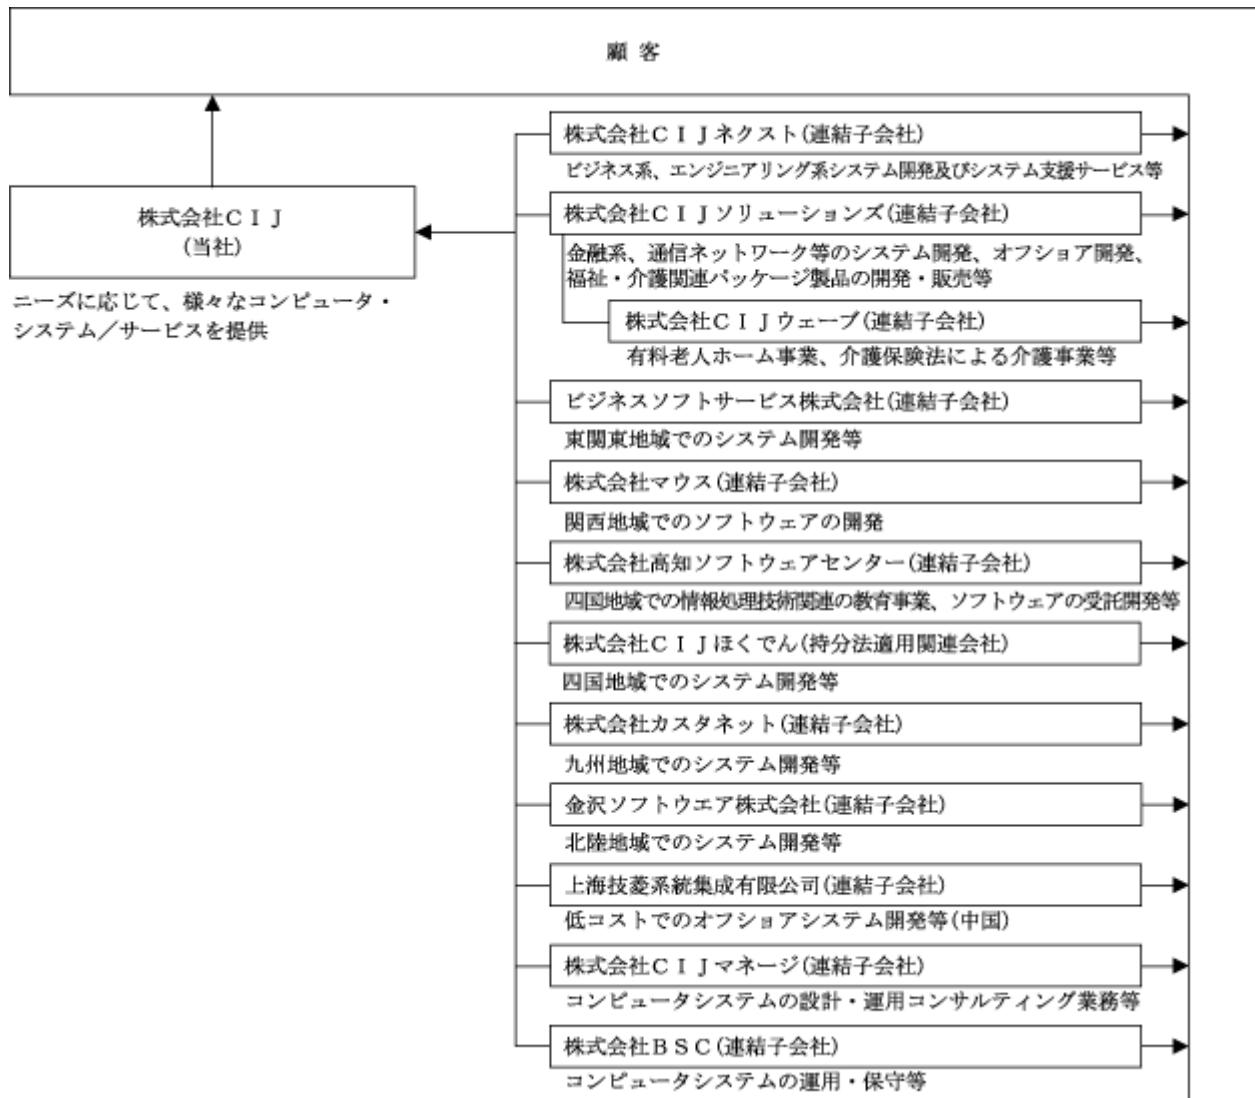 顧 客
株式会社ＣＩＪ
(当社)
ニーズに応じて、様々なコンピュータ・
システム／サービスを提供
株式会社ＣＩＪネクスト(連結子会社)
ビジネス系、エンジニアリング系システム開発及びシステム支援サービス等
株式会社ＣＩＪソリューションズ(連結子会社)
金融系、通信ネットワーク等のシステム開発、オフショア開発、
福祉・介護関連パッケージ製品の開発・販売等
株式会社ＣＩＪウェーブ(連結子会社)
有料老人ホーム事業、介護保険法による介護事業等
ビジネスソフトサービス株式会社(連結子会社)
東関東地域でのシステム開発等
株式会社マウス(連結子会社)
関西地域でのソフトウェアの開発
株式会社高知ソフトウェアセンター(連結子会社)
四国地域での情報処理技術関連の教育事業、ソフトウェアの受託開発等
株式会社ＣＩＪほくでん(持分法適用関連会社)
四国地域でのシステム開発等
株式会社カスタネット(連結子会社)
九州地域でのシステム開発等
金沢ソフトウエア株式会社(連結子会社)
北陸地域でのシステム開発等
上海技菱系統集成有限公司(連結子会社)
低コストでのオフショアシステム開発等(中国)
株式会社ＣＩＪマネージ(連結子会社)
コンピュータシステムの設計・運用コンサルティング業務等
株式会社ＢＳＣ(連結子会社)
コンピュータシステムの運用・保守等